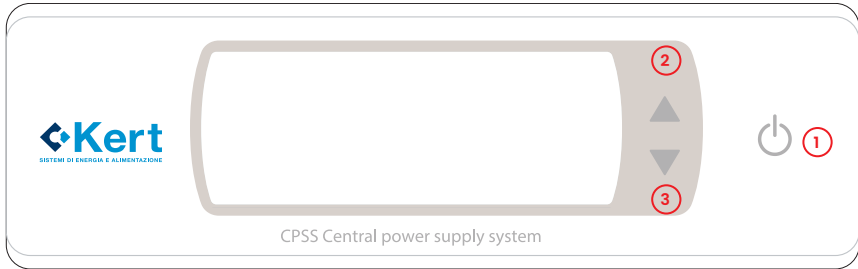 2
Kert
SISTEMI DI ENERGIA E ALIMENTAZIONE
1
3
CPSS Central power supply system